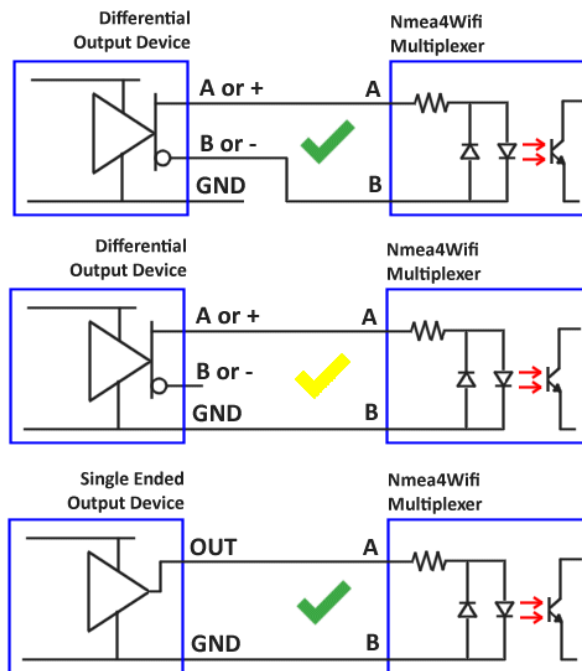 Differential
Output Device
Nmea4Wifi
Multiplexer
A or +
A
B or -
GND
B
Differential
Output Device
Nmea4Wifi
Multiplexer
A or +
A
B or -
GND
B
Single Ended
Output Device
Nmea4Wifi
Multiplexer
OUT
A
GND
B